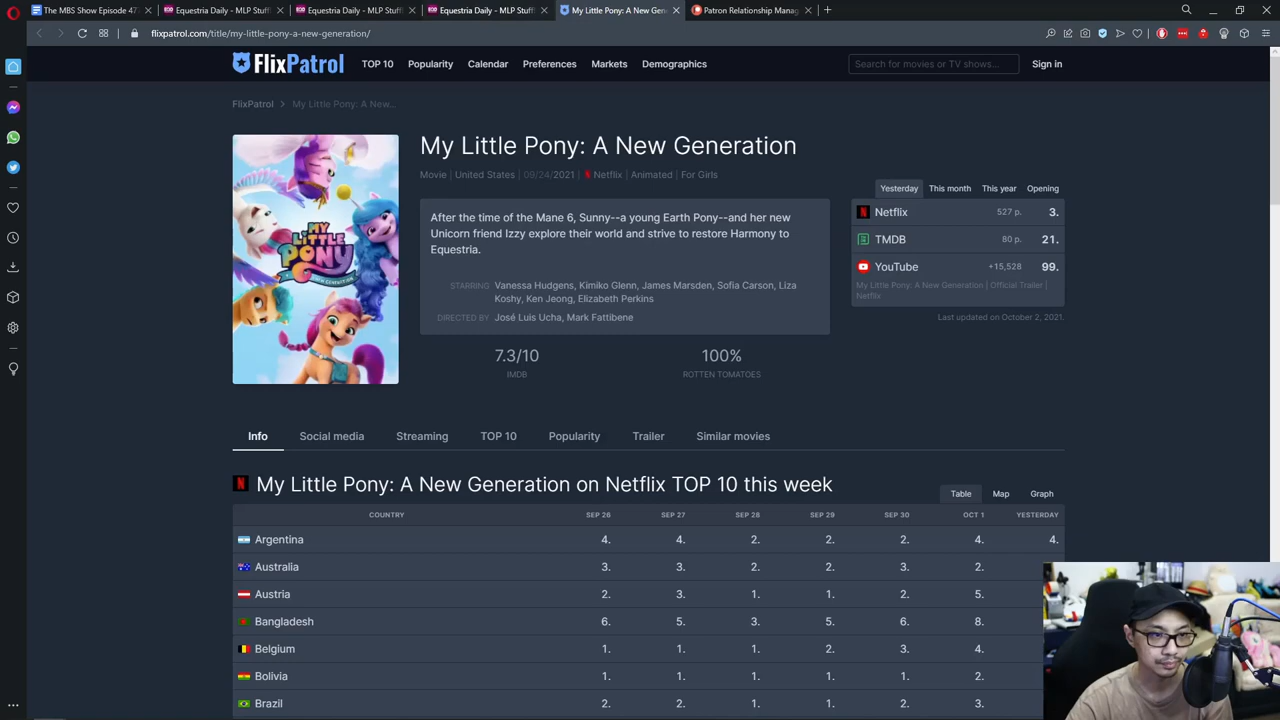 The MBS Show Episode 47
Equestria Daily - MLP Stuff!
Equestria Daily - MLP Stuff!
Equestria Daily - MLP Stuff!
My Little Pony: A New Gen
Patron Relationship Manag
flixpatrol.com/title/my-little-pony-a-new-generation/
FlixPatrol
TOP 10
Popularity
Calendar
Preferences
Markets
Demographics
Search for movies or TV shows...
Sign in
FlixPatrol > My Little Pony: A New...
My Little Pony: A New Generation
Movie | United States | 09/24/2021 | Netflix | Animated | For Girls
After the time of the Mane 6, Sunny--a young Earth Pony--and her new
Unicorn friend Izzy explore their world and strive to restore Harmony to
Equestria.
STARRING Vanessa Hudgens, Kimiko Glenn, James Marsden, Sofia Carson, Liza
Koshy, Ken Jeong, Elizabeth Perkins
DIRECTED BY José Luis Ucha, Mark Fattibene
7.3/10
IMDB
100%
ROTTEN TOMATOES
Yesterday This month This year Opening
Netflix 527 p. 3.
TMDB 80 p. 21.
YouTube +15,528 99.
My Little Pony: A New Generation | Official Trailer |
Netflix
Last updated on October 2, 2021.
MY
LITTLE
PONY
Info Social media Streaming TOP 10 Popularity Trailer Similar movies
My Little Pony: A New Generation on Netflix TOP 10 this week
Table Map Graph
COUNTRY SEP 26 SEP 27 SEP 28 SEP 29 SEP 30 OCT 1 YESTERDAY
Argentina 4. 4. 2. 2. 2. 4. 4.
Australia 3. 3. 2. 2. 3. 2.
Austria 2. 3. 1. 1. 2. 5.
Bangladesh 6. 5. 3. 5. 6. 8.
Belgium 1. 1. 1. 2. 3. 4.
Bolivia 1. 1. 1. 1. 1. 2.
Brazil 2. 2. 1. 1. 2. 3.